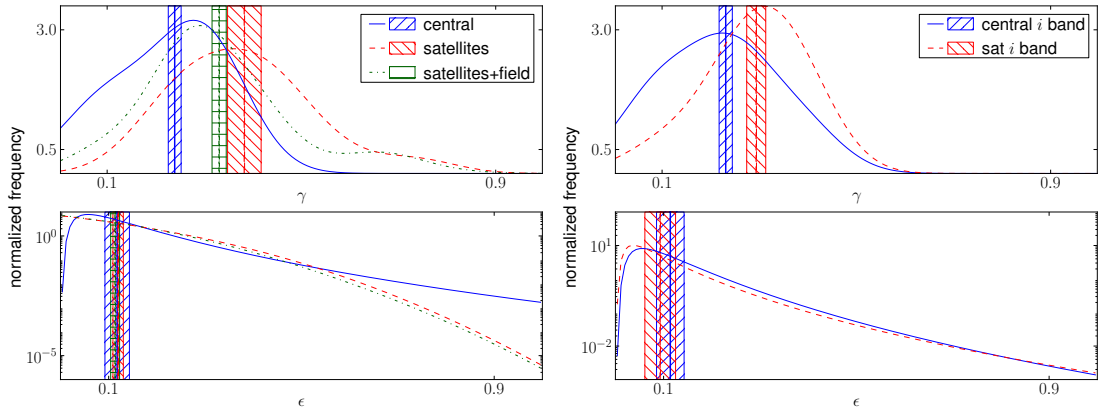 3.0
0.5
0.1
0.9
γ
central
satellites
satellites+field
3.0
0.5
0.1
0.9
γ
central i band
sat i band
normalized frequency
normalized frequency
10^0
10^-5
0.1
0.9
ϵ
10^1
10^-2
0.1
0.9
ϵ